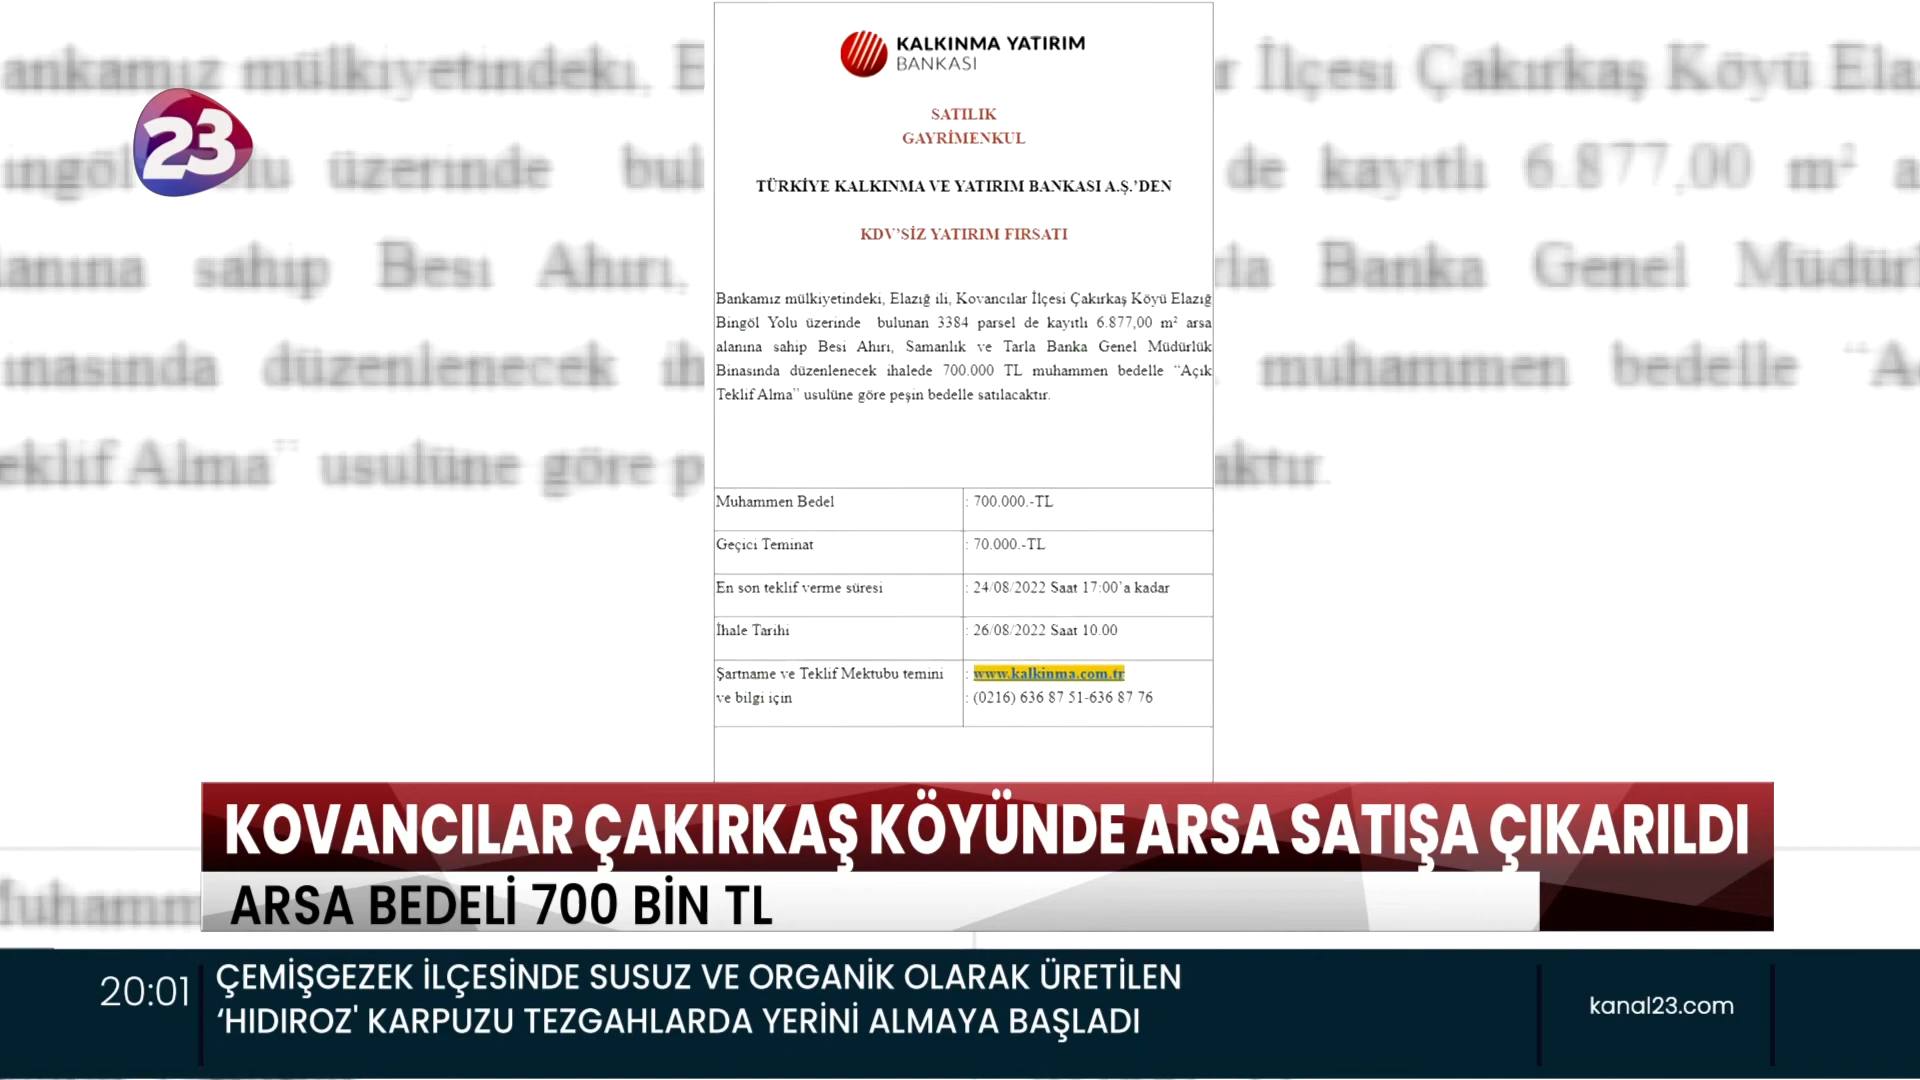 KALKINMA YATIRIM
BANKASI
23
SATILIK
GAYRİMENKUL
TÜRKİYE KALKINMA VE YATIRIM BANKASI A.Ş.’DEN
KDV’SİZ YATIRIM FIRSATI
Bankamız mülkiyetindeki, Elazığ ili, Kovancılar İlçesi Çakırkaş Köyü Elazığ
Bingöl Yolu üzerinde bulunan 3384 parsel de kayıtlı 6.877,00 m² arsa
alanına sahip Besi Ahırı, Samanlık ve Tarla Banka Genel Müdürlük
Binasında düzenlenecek ihalede 700.000 TL muhammen bedelle “Açık
Teklif Alma” usulüne göre peşin bedelle satılacaktır.
Muhammen Bedel : 700.000.-TL
Geçici Teminat : 70.000.-TL
En son teklif verme süresi : 24/08/2022 Saat 17:00’a kadar
İhale Tarihi : 26/08/2022 Saat 10.00
Şartname ve Teklif Mektubu temini : www.kalkinma.com.tr
ve bilgi için : (0216) 636 87 51-636 87 76
KOVANCILAR ÇAKIRKAŞ KÖYÜNDE ARSA SATIŞA ÇIKARILDI
ARSA BEDELİ 700 BİN TL
20:01
ÇEMİŞGEZEK İLÇESİNDE SUSUZ VE ORGANİK OLARAK ÜRETİLEN
‘HIDIROZ' KARPUZU TEZGAHLARDA YERİNİ ALMAYA BAŞLADI
kanal23.com